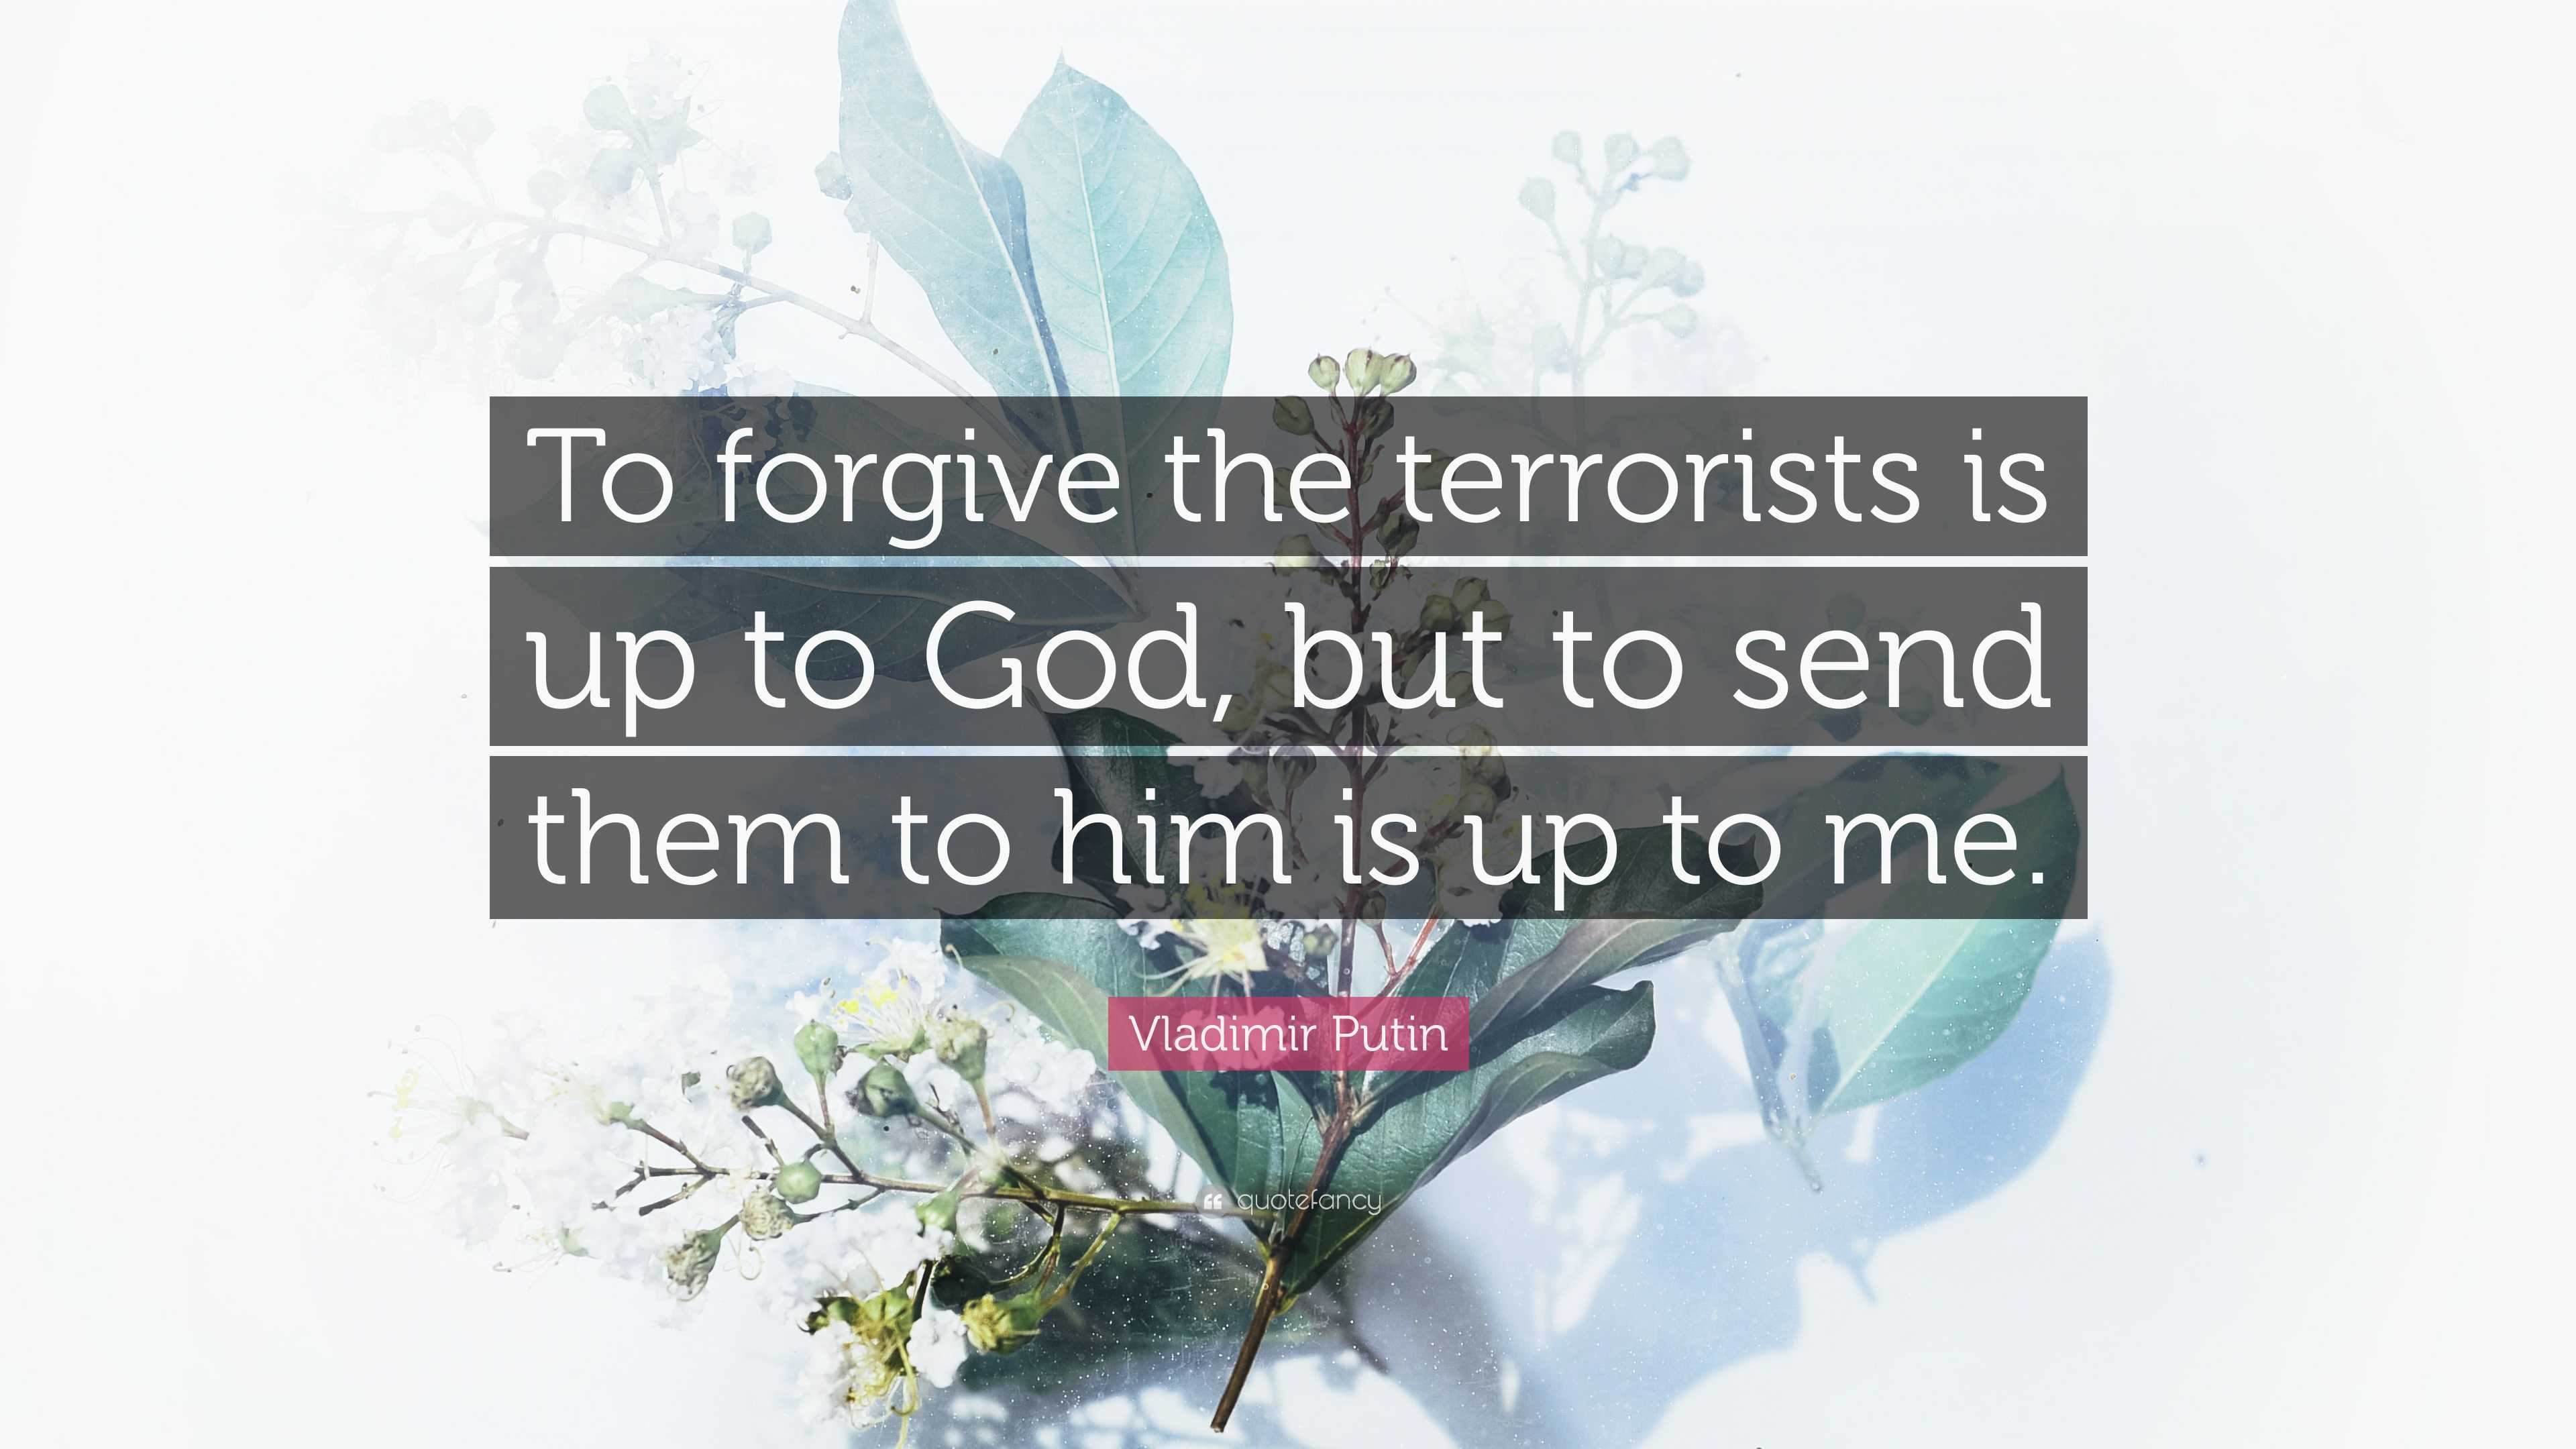 To forgive the terrorists is
up to God, but to send
them to him is up to me.
Vladimir Putin
quotefancy